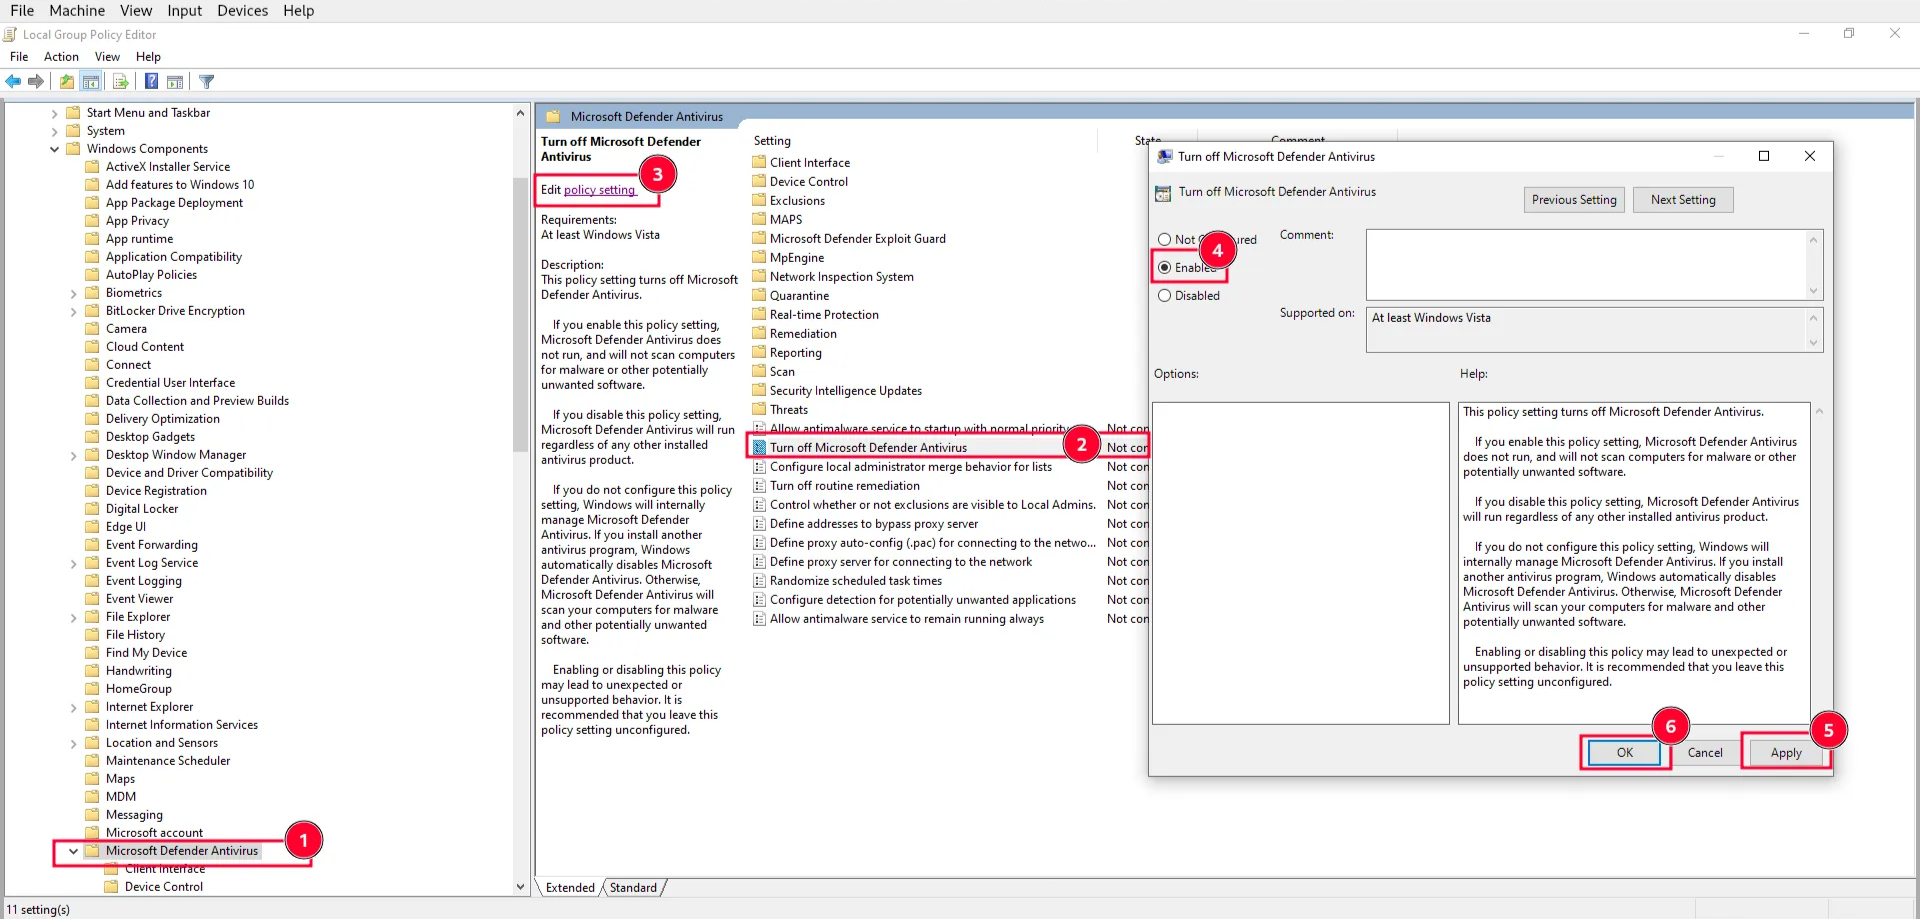 File Machine View Input Devices Help
Local Group Policy Editor
File Action View Help
Start Menu and Taskbar
System
Windows Components
ActiveX Installer Service
Add features to Windows 10
App Package Deployment
App Privacy
App runtime
Application Compatibility
AutoPlay Policies
Biometrics
BitLocker Drive Encryption
Camera
Cloud Content
Connect
Credential User Interface
Data Collection and Preview Builds
Delivery Optimization
Desktop Gadgets
Desktop Window Manager
Device and Driver Compatibility
Device Registration
Digital Locker
Edge UI
Event Forwarding
Event Log Service
Event Logging
Event Viewer
File Explorer
File History
Find My Device
Handwriting
HomeGroup
Internet Explorer
Internet Information Services
Location and Sensors
Maintenance Scheduler
Maps
MDM
Messaging
Microsoft account
Microsoft Defender Antivirus
1
Client Interface
Device Control
11 setting(s)
Microsoft Defender Antivirus
Turn off Microsoft Defender
Antivirus
3
Edit policy setting
Requirements:
At least Windows Vista
Description:
This policy setting turns off Microsoft
Defender Antivirus.
If you enable this policy setting,
Microsoft Defender Antivirus does
not run, and will not scan computers
for malware or other potentially
unwanted software.
If you disable this policy setting,
Microsoft Defender Antivirus will run
regardless of any other installed
antivirus product.
If you do not configure this policy
setting, Windows will internally
manage Microsoft Defender
Antivirus. If you install another
antivirus program, Windows
automatically disables Microsoft
Defender Antivirus. Otherwise,
Microsoft Defender Antivirus will
scan your computers for malware
and other potentially unwanted
software.
Enabling or disabling this policy
may lead to unexpected or
unsupported behavior. It is
recommended that you leave this
policy setting unconfigured.
Extended Standard
Setting State Comment
Client Interface
Device Control
Exclusions
MAPS
Microsoft Defender Exploit Guard
MpEngine
Network Inspection System
Quarantine
Real-time Protection
Remediation
Reporting
Scan
Security Intelligence Updates
Threats
Allow antimalware service to startup with normal priority Not con
Turn off Microsoft Defender Antivirus 2 Not con
Configure local administrator merge behavior for lists Not con
Turn off routine remediation Not con
Control whether or not exclusions are visible to Local Admins. Not con
Define addresses to bypass proxy server Not con
Define proxy auto-config (.pac) for connecting to the netwo... Not con
Define proxy server for connecting to the network Not con
Randomize scheduled task times Not con
Configure detection for potentially unwanted applications Not con
Allow antimalware service to remain running always Not con
Turn off Microsoft Defender Antivirus
Turn off Microsoft Defender Antivirus
Previous Setting Next Setting
Not
4
Enabled
Disabled
Comment:
Supported on:
At least Windows Vista
Options: Help:
This policy setting turns off Microsoft Defender Antivirus.
If you enable this policy setting, Microsoft Defender Antivirus
does not run, and will not scan computers for malware or other
potentially unwanted software.
If you disable this policy setting, Microsoft Defender Antivirus
will run regardless of any other installed antivirus product.
If you do not configure this policy setting, Windows will
internally manage Microsoft Defender Antivirus. If you install
another antivirus program, Windows automatically disables
Microsoft Defender Antivirus. Otherwise, Microsoft Defender
Antivirus will scan your computers for malware and other
potentially unwanted software.
Enabling or disabling this policy may lead to unexpected or
unsupported behavior. It is recommended that you leave this
policy setting unconfigured.
6 5
OK Cancel Apply